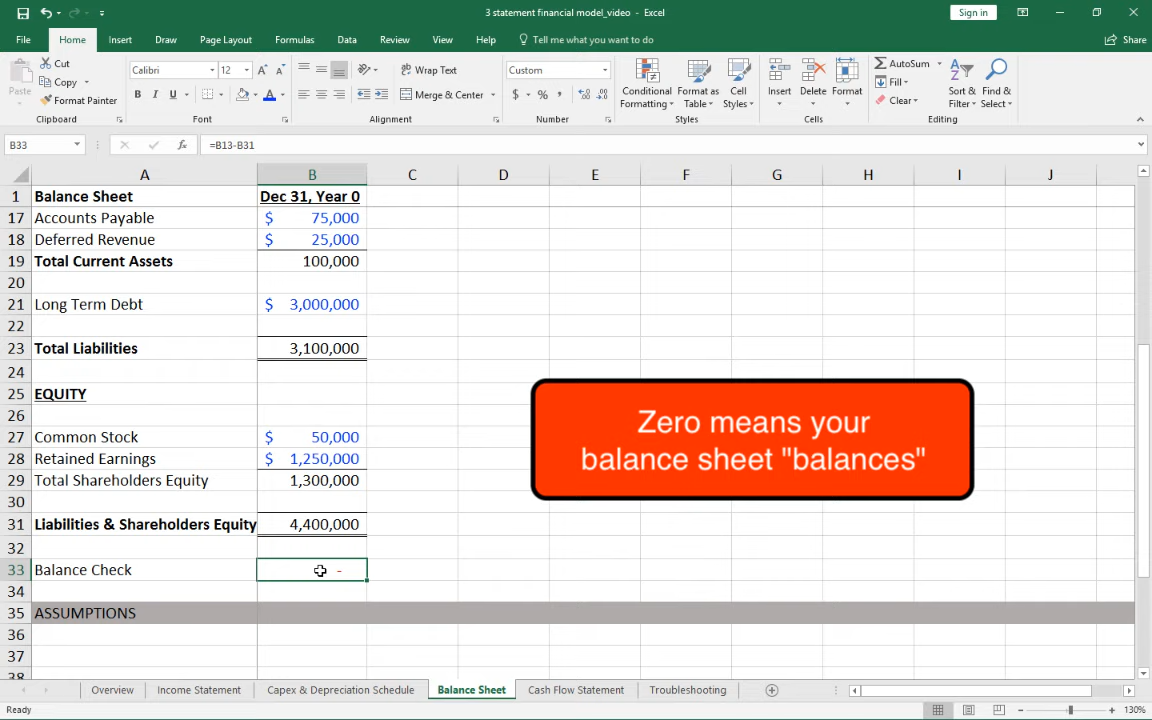 3 statement financial model_video - Excel
Sign in
File Home Insert Draw Page Layout Formulas Data Review View Help Tell me what you want to do Share
Paste
Cut
Copy
Format Painter
Clipboard
Calibri 12
B I U
Font
Wrap Text
Merge & Center
Alignment
Custom
$ % ,
Number
Conditional
Formatting
Format as
Table
Cell
Styles
Styles
Insert Delete Format
Cells
AutoSum
Fill
Clear
Sort &
Filter
Find &
Select
Editing
B33 fx =B13-B31
A B C D E F G H I J
1 Balance Sheet Dec 31, Year 0
17 Accounts Payable $ 75,000
18 Deferred Revenue $ 25,000
19 Total Current Assets 100,000
20
21 Long Term Debt $ 3,000,000
22
23 Total Liabilities 3,100,000
24
25 EQUITY
26
27 Common Stock $ 50,000
28 Retained Earnings $ 1,250,000
29 Total Shareholders Equity 1,300,000
30
31 Liabilities & Shareholders Equity 4,400,000
32
33 Balance Check -
34
35 ASSUMPTIONS
36
37
38
Zero means your
balance sheet "balances"
Overview Income Statement Capex & Depreciation Schedule Balance Sheet Cash Flow Statement Troubleshooting
Ready 130%